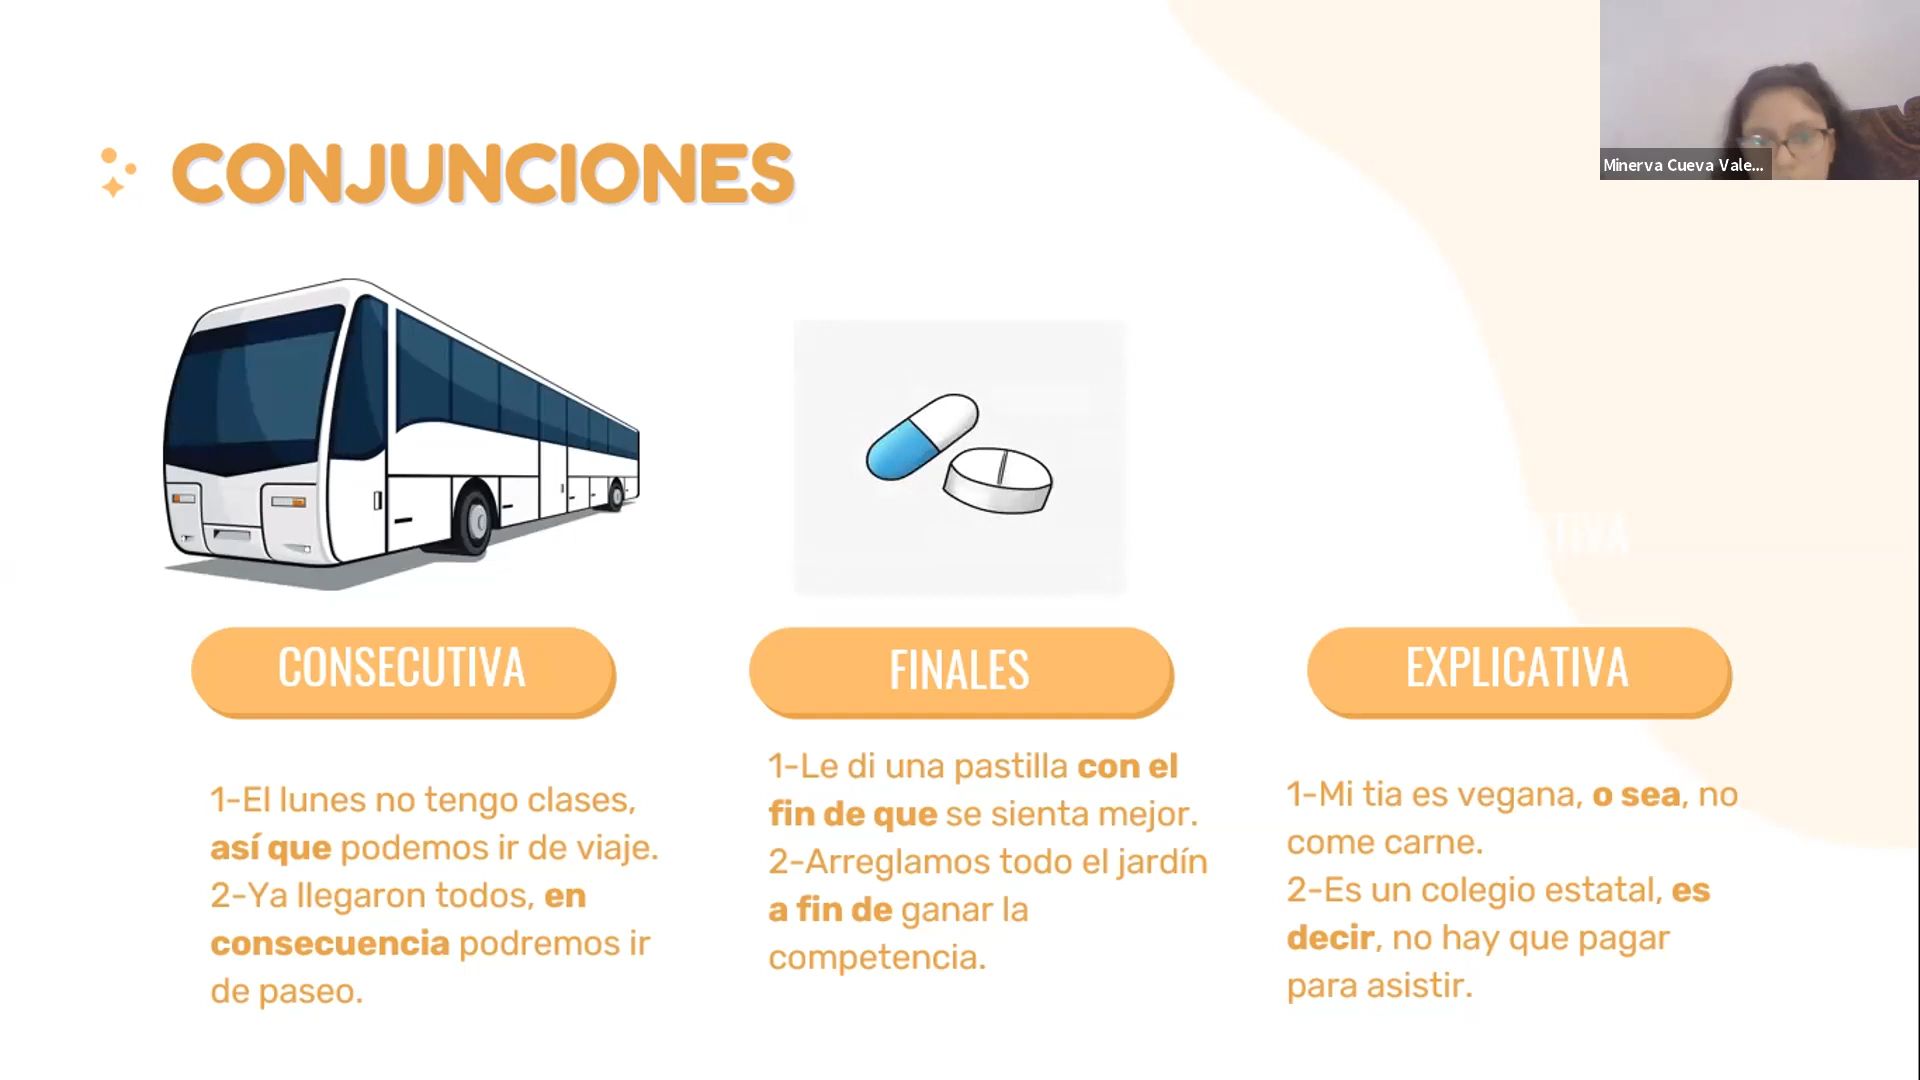 Minerva Cueva Vale...
CONJUNCIONES
CONSECUTIVA
1-El lunes no tengo clases,
así que podemos ir de viaje.
2-Ya llegaron todos, en
consecuencia podremos ir
de paseo.
FINALES
1-Le di una pastilla con el
fin de que se sienta mejor.
2-Arreglamos todo el jardín
a fin de ganar la
competencia.
EXPLICATIVA
1-Mi tia es vegana, o sea, no
come carne.
2-Es un colegio estatal, es
decir, no hay que pagar
para asistir.